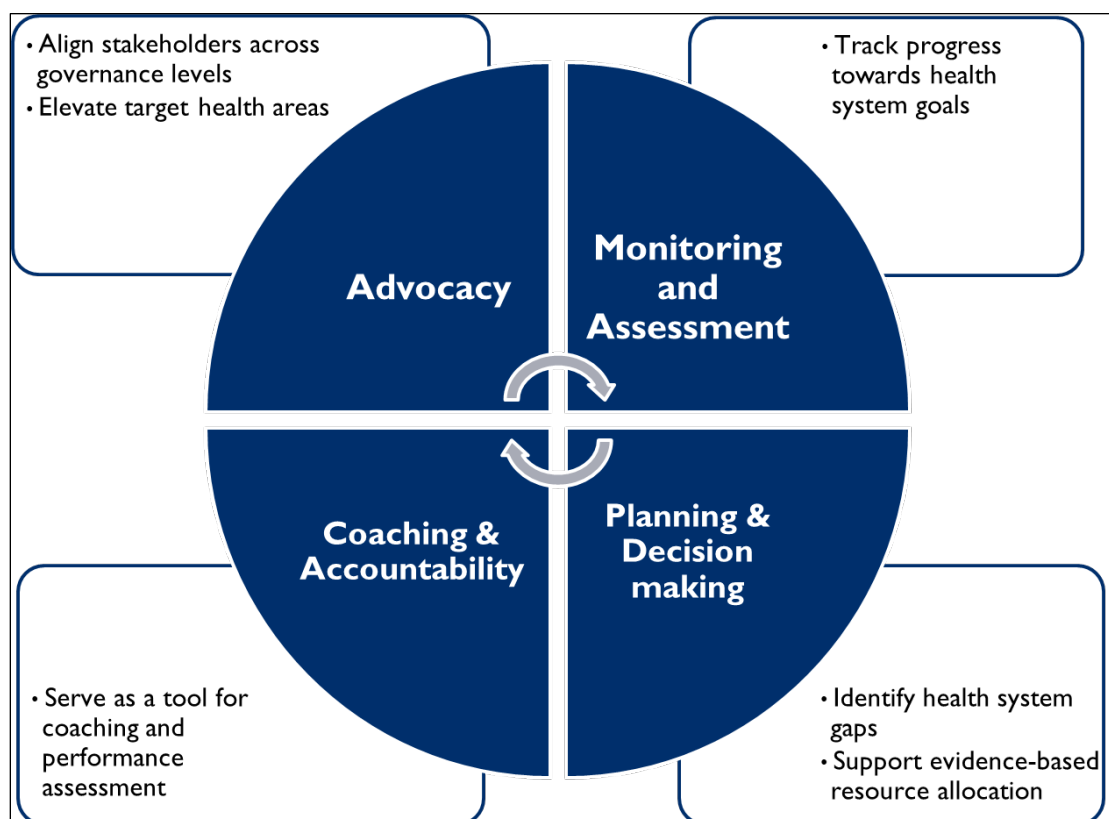 • Align stakeholders across
governance levels
• Elevate target health areas
• Track progress
towards health
system goals
Advocacy
Monitoring
and
Assessment
Coaching &
Accountability
Planning &
Decision
making
• Serve as a tool for
coaching and
performance
assessment
• Identify health system
gaps
• Support evidence-based
resource allocation